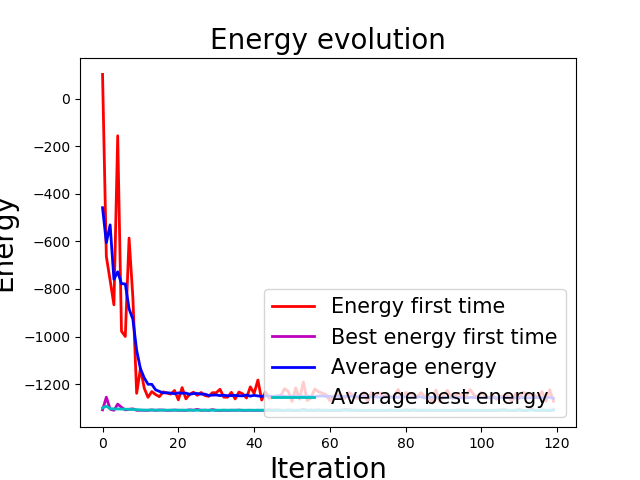 Energy evolution
Energy
0
−200
−400
−600
−800
−1000
−1200
Energy first time
Best energy first time
Average energy
Average best energy
0
20
40
60
80
100
120
Iteration